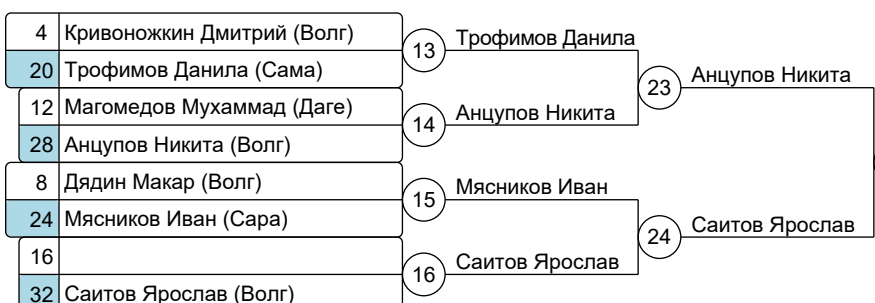 4 Кривоножкин Дмитрий (Волг)
20 Трофимов Данила (Сама)
13 Трофимов Данила
12 Магомедов Мухаммад (Даге)
28 Анцупов Никита (Волг)
14 Анцупов Никита
23 Анцупов Никита
8 Дядин Макар (Волг)
24 Мясников Иван (Сара)
15 Мясников Иван
16
32 Саитов Ярослав (Волг)
16 Саитов Ярослав
24 Саитов Ярослав